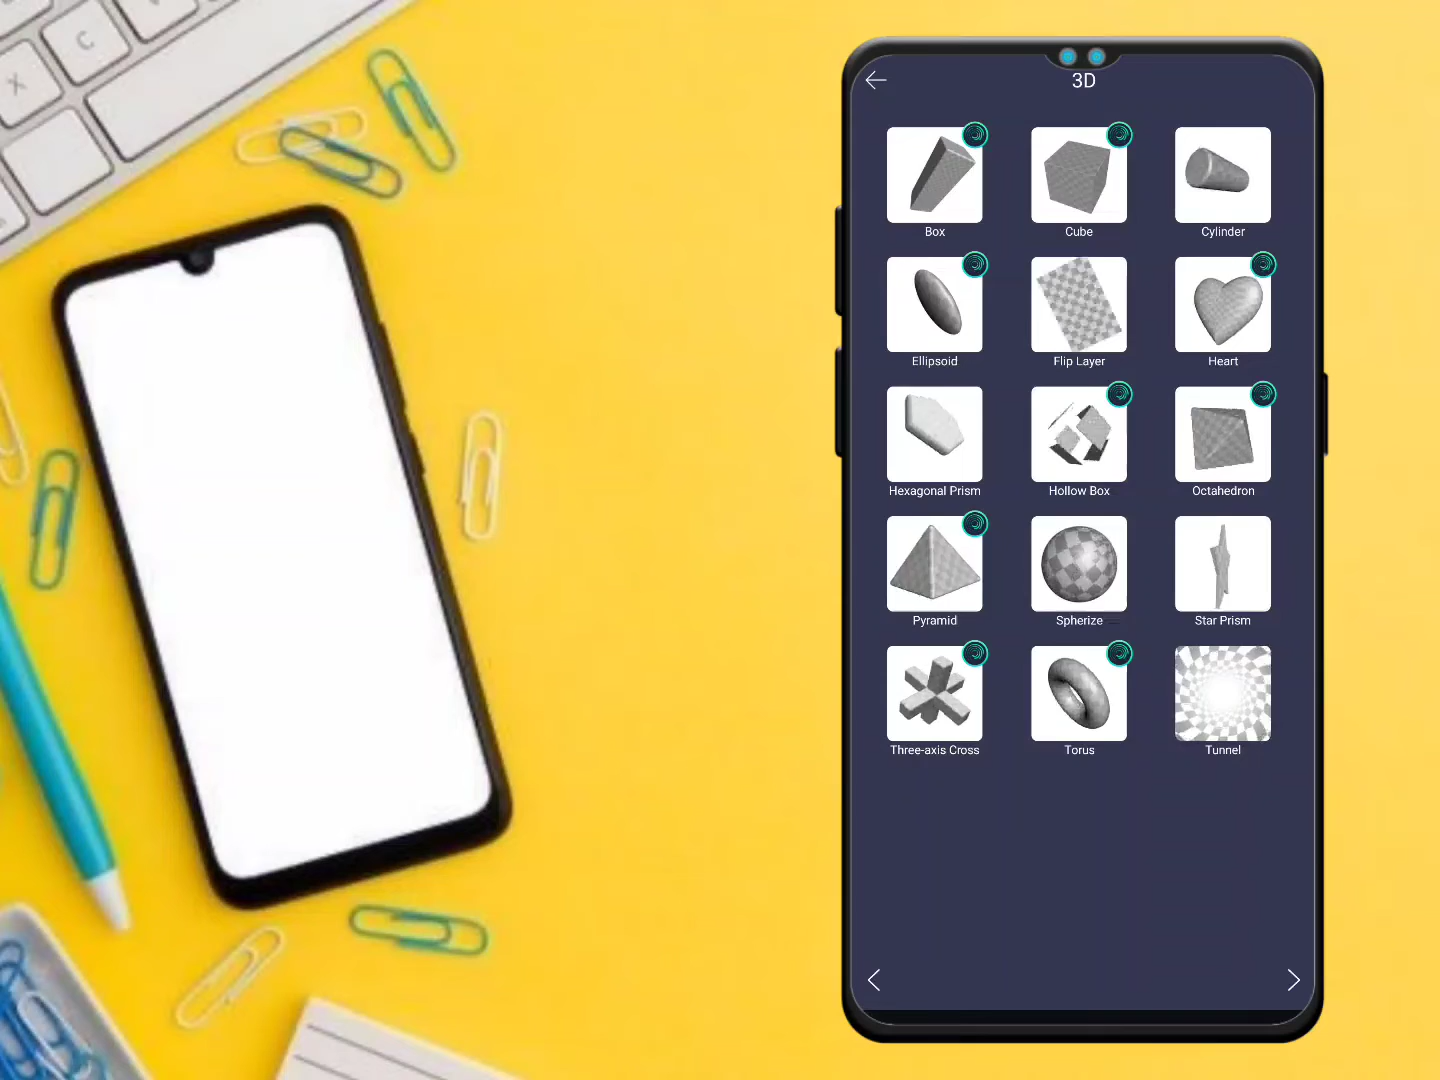 C
X
3D
Box
Cube
Cylinder
Ellipsoid
Flip Layer
Heart
Hexagonal Prism
Hollow Box
Octahedron
Pyramid
Spherize
Star Prism
Three-axis Cross
Torus
Tunnel